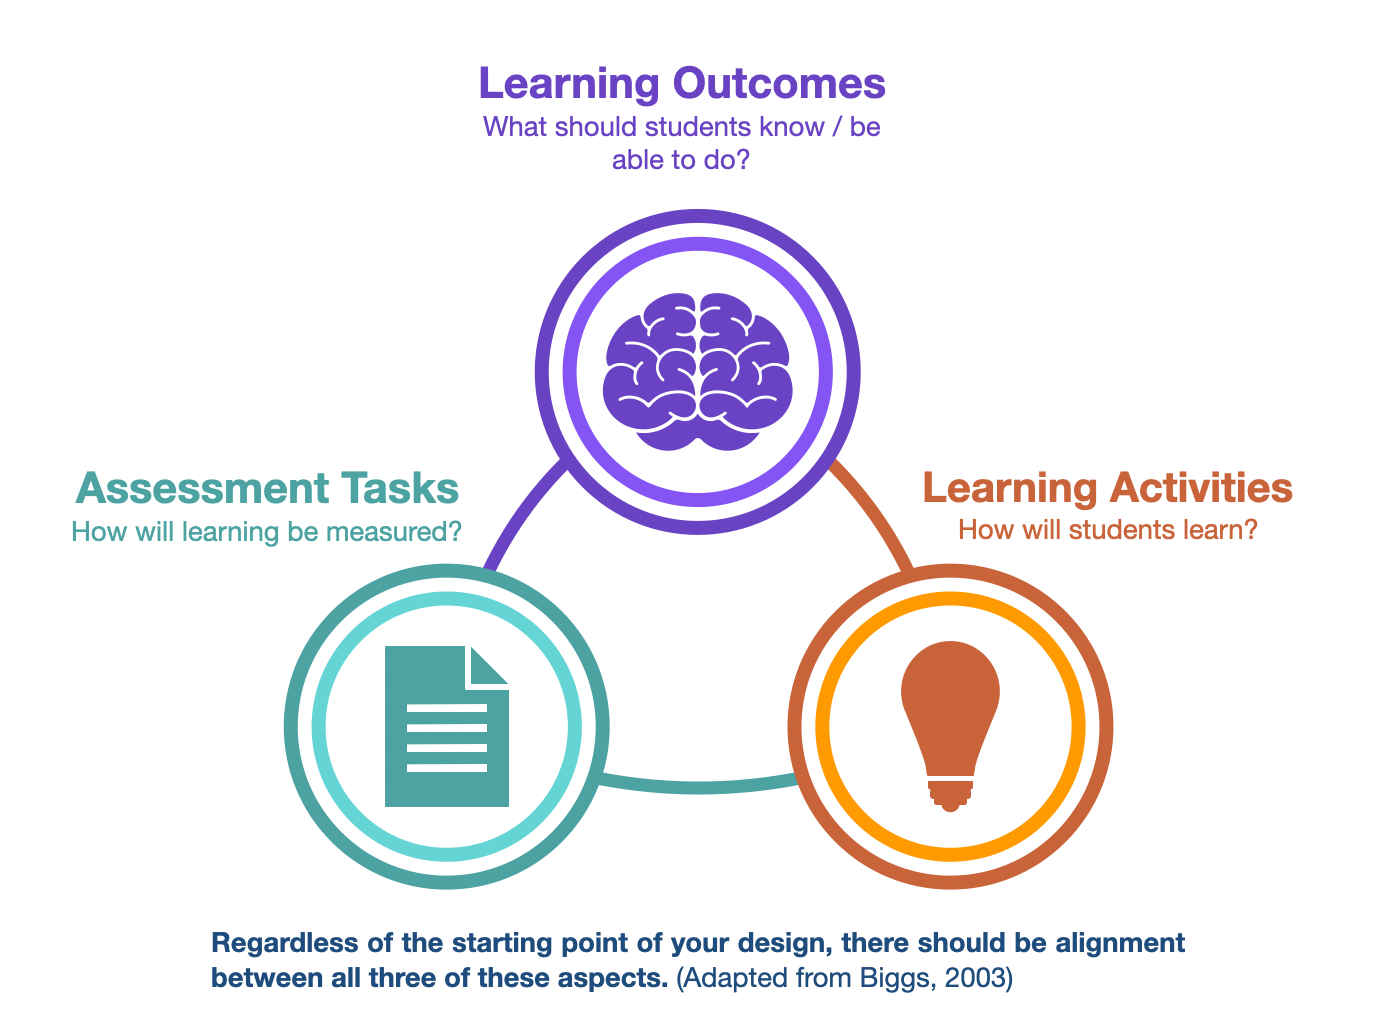 Learning Outcomes
What should students know / be
able to do?
Assessment Tasks
How will learning be measured?
Learning Activities
How will students learn?
Regardless of the starting point of your design, there should be alignment
between all three of these aspects. (Adapted from Biggs, 2003)